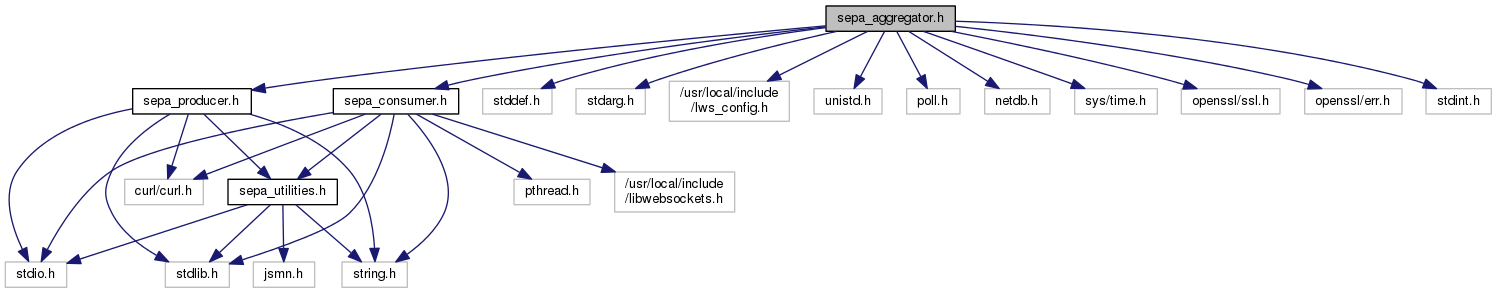 sepa_aggregator.h
sepa_producer.h
sepa_consumer.h
stddef.h
stdarg.h
/usr/local/include
/lws_config.h
unistd.h
poll.h
netdb.h
sys/time.h
openssl/ssl.h
openssl/err.h
stdint.h
curl/curl.h
sepa_utilities.h
pthread.h
/usr/local/include
/libwebsockets.h
stdio.h
stdlib.h
jsmn.h
string.h